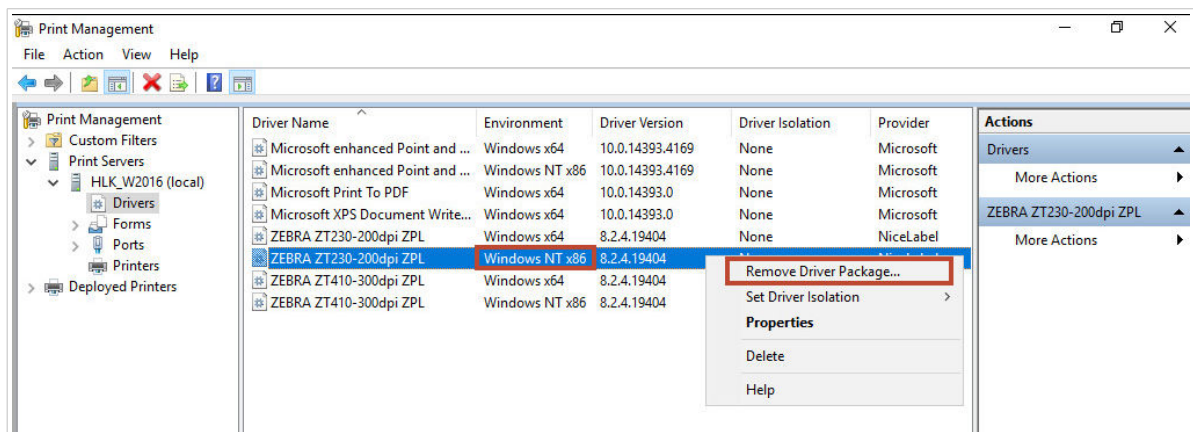 Print Management
File Action View Help
Print Management
Custom Filters
Print Servers
HLK_W2016 (local)
Drivers
Forms
Ports
Printers
Deployed Printers
Driver Name Environment Driver Version Driver Isolation Provider
Microsoft enhanced Point and ... Windows x64 10.0.14393.4169 None Microsoft
Microsoft enhanced Point and ... Windows NT x86 10.0.14393.4169 None Microsoft
Microsoft Print To PDF Windows x64 10.0.14393.0 None Microsoft
Microsoft XPS Document Write... Windows x64 10.0.14393.0 None Microsoft
ZEBRA ZT230-200dpi ZPL Windows x64 8.2.4.19404 None NiceLabel
ZEBRA ZT230-200dpi ZPL Windows NT x86 8.2.4.19404
ZEBRA ZT410-300dpi ZPL Windows x64 8.2.4.19404
ZEBRA ZT410-300dpi ZPL Windows NT x86 8.2.4.19404
Remove Driver Package...
Set Driver Isolation
Properties
Delete
Help
Actions
Drivers
More Actions
ZEBRA ZT230-200dpi ZPL
More Actions